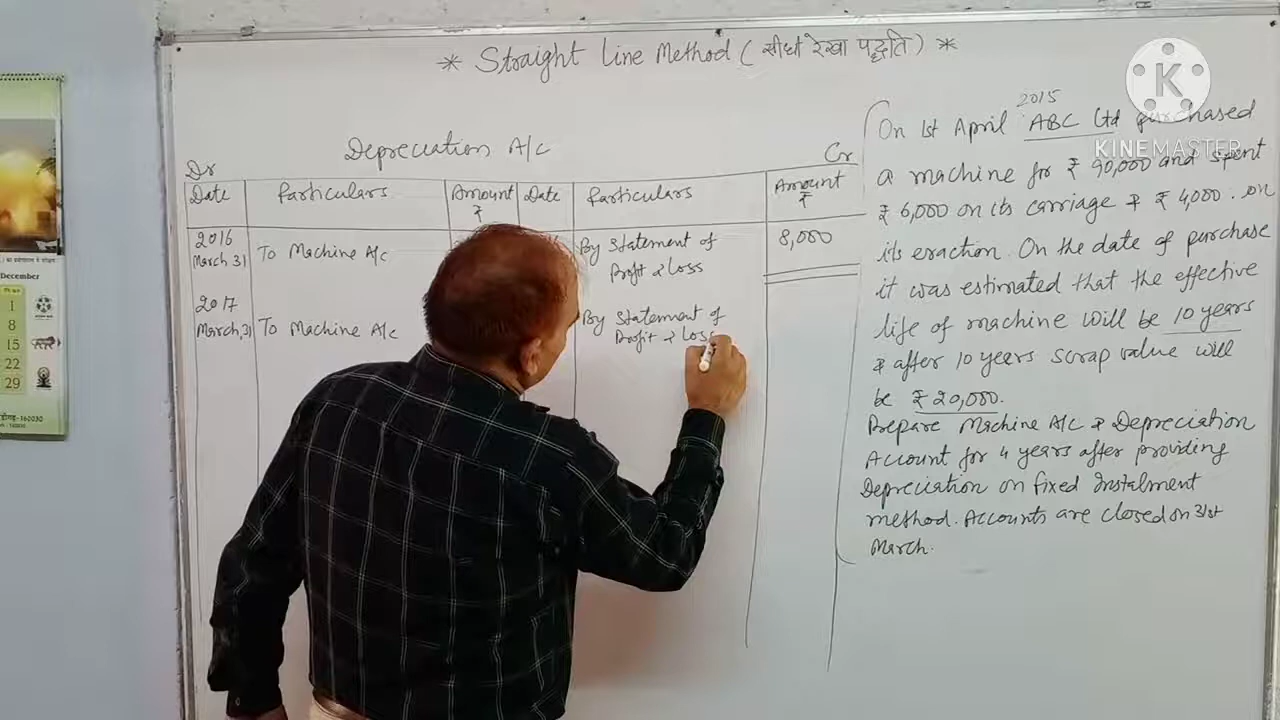 * Straight Line Method (सीधी रेखा पद्धति) *
Depreciation A/c
Dr
Cr
Date Particulars Amount ₹ Date Particulars Amount ₹
2016
March 31 To Machine A/c
By Statement of
Profit & Loss
8,000
2017
March, 31 To Machine A/c
By Statement of
Profit & Loss
2015
On 1st April ABC Ltd purchased
a machine for ₹ 90,000 and spent
₹ 6,000 on its carriage & ₹ 4,000 on
its eraction. On the date of purchase
it was estimated that the effective
life of machine will be 10 years
& after 10 years scrap value will
be ₹ 20,000.
Prepare Machine A/c & Depreciation
Account for 4 years after providing
Depreciation on fixed instalment
method. Accounts are closed on 31st
March.
K
KINEMASTER
December
1
8
15
22
29